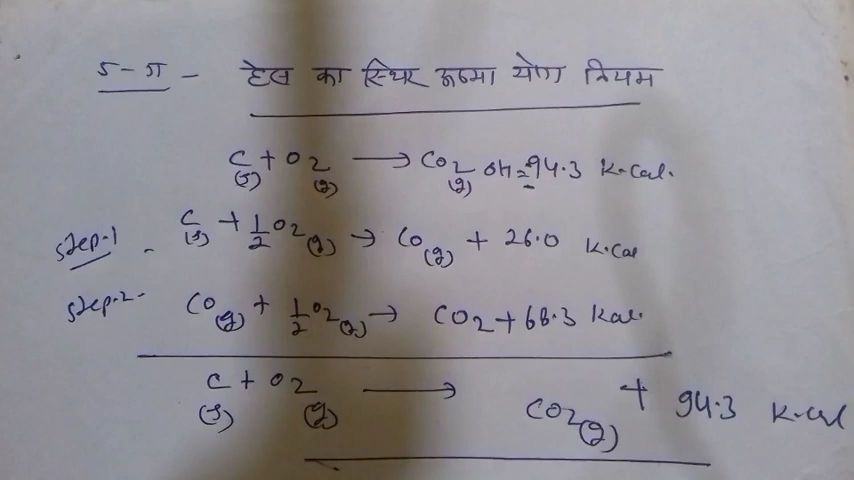 5-ग - हेस का स्थिर ऊष्मा योग नियम
C(s) + O2(g) → CO2(g) ΔH = -94.3 K.Cal.
Step.1 - C(s) + 1/2 O2(g) → CO(g) + 26.0 K.Cal
Step.2 - CO(g) + 1/2 O2(g) → CO2 + 68.3 Kcal.
C(s) + O2(g) → CO2(g) + 94.3 K.Cal